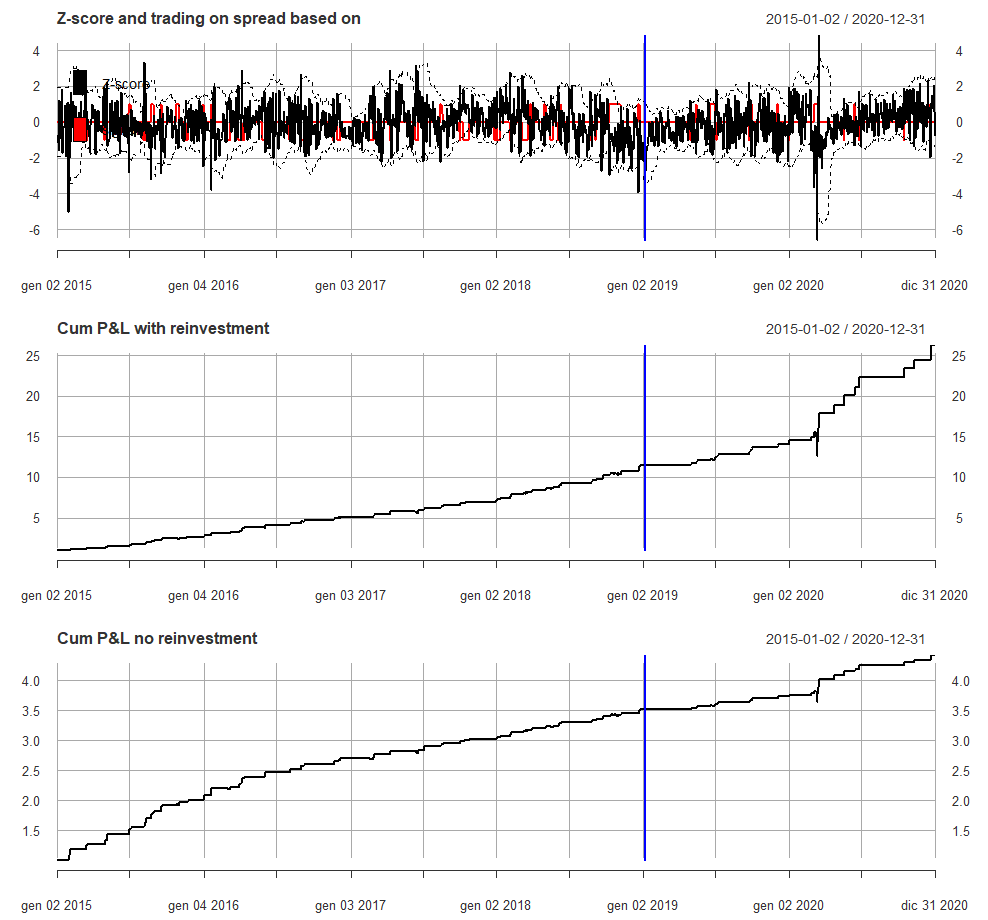 Z-score and trading on spread based on 2015-01-02 / 2020-12-31
4 4
2 2
Z-score
0 0
-2 -2
-4 -4
-6 -6
gen 02 2015 gen 04 2016 gen 03 2017 gen 02 2018 gen 02 2019 gen 02 2020 dic 31 2020
Cum P&L with reinvestment 2015-01-02 / 2020-12-31
25 25
20 20
15 15
10 10
5 5
gen 02 2015 gen 04 2016 gen 03 2017 gen 02 2018 gen 02 2019 gen 02 2020 dic 31 2020
Cum P&L no reinvestment 2015-01-02 / 2020-12-31
4.0 4.0
3.5 3.5
3.0 3.0
2.5 2.5
2.0 2.0
1.5 1.5
gen 02 2015 gen 04 2016 gen 03 2017 gen 02 2018 gen 02 2019 gen 02 2020 dic 31 2020